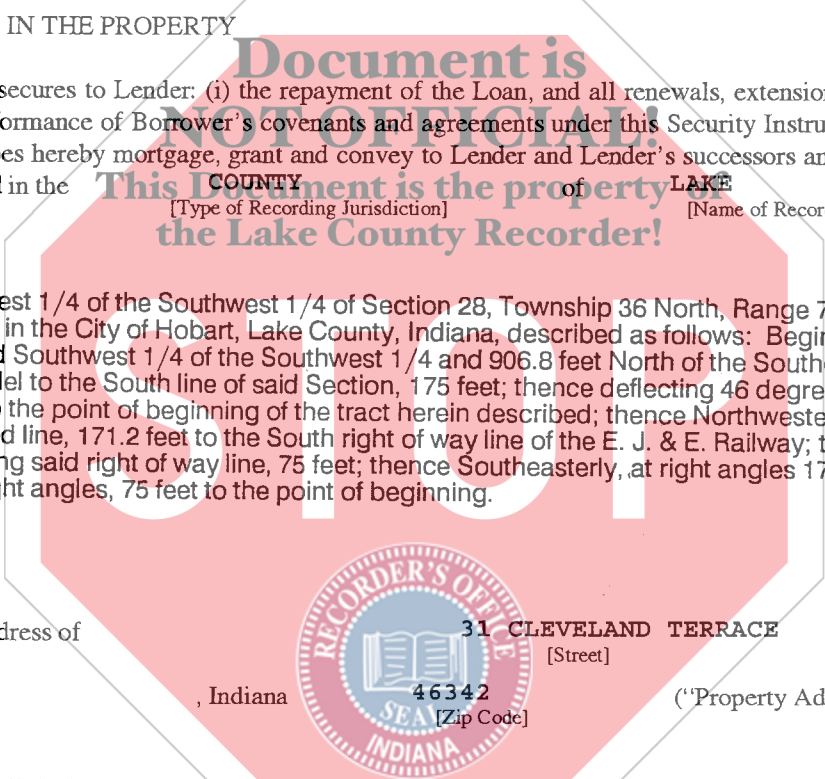 IN THE PROPERTY
Document is
secures to Lender: (i) the repayment of the Loan, and all renewals, extension
ormance of Borrower's covenants and agreements under this Security Instru
NOT OFFICIAL!
es hereby mortgage, grant and convey to Lender and Lender's successors an
in the COUNTY of LAKE
This Document is the property of
[Type of Recording Jurisdiction] [Name of Recor
the Lake County Recorder!
est 1/4 of the Southwest 1/4 of Section 28, Township 36 North, Range 7
in the City of Hobart, Lake County, Indiana, described as follows: Begin
d Southwest 1/4 of the Southwest 1/4 and 906.8 feet North of the South
lel to the South line of said Section, 175 feet; thence deflecting 46 degre
the point of beginning of the tract herein described; thence Northweste
d line, 171.2 feet to the South right of way line of the E. J. & E. Railway; t
ng said right of way line, 75 feet; thence Southeasterly, at right angles 17
ht angles, 75 feet to the point of beginning.
STOP
RECORDER'S OFFICE
dress of 31 CLEVELAND TERRACE
[Street]
, Indiana 46342 ("Property Ad
SEAL
[Zip Code]
INDIANA